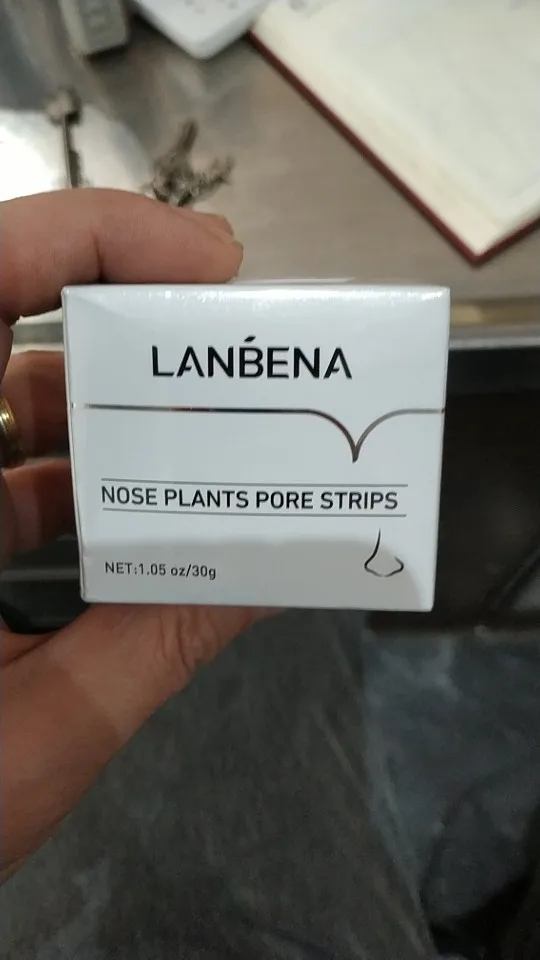 LANBENA
NOSE PLANTS PORE STRIPS
NET:1.05 oz/30g